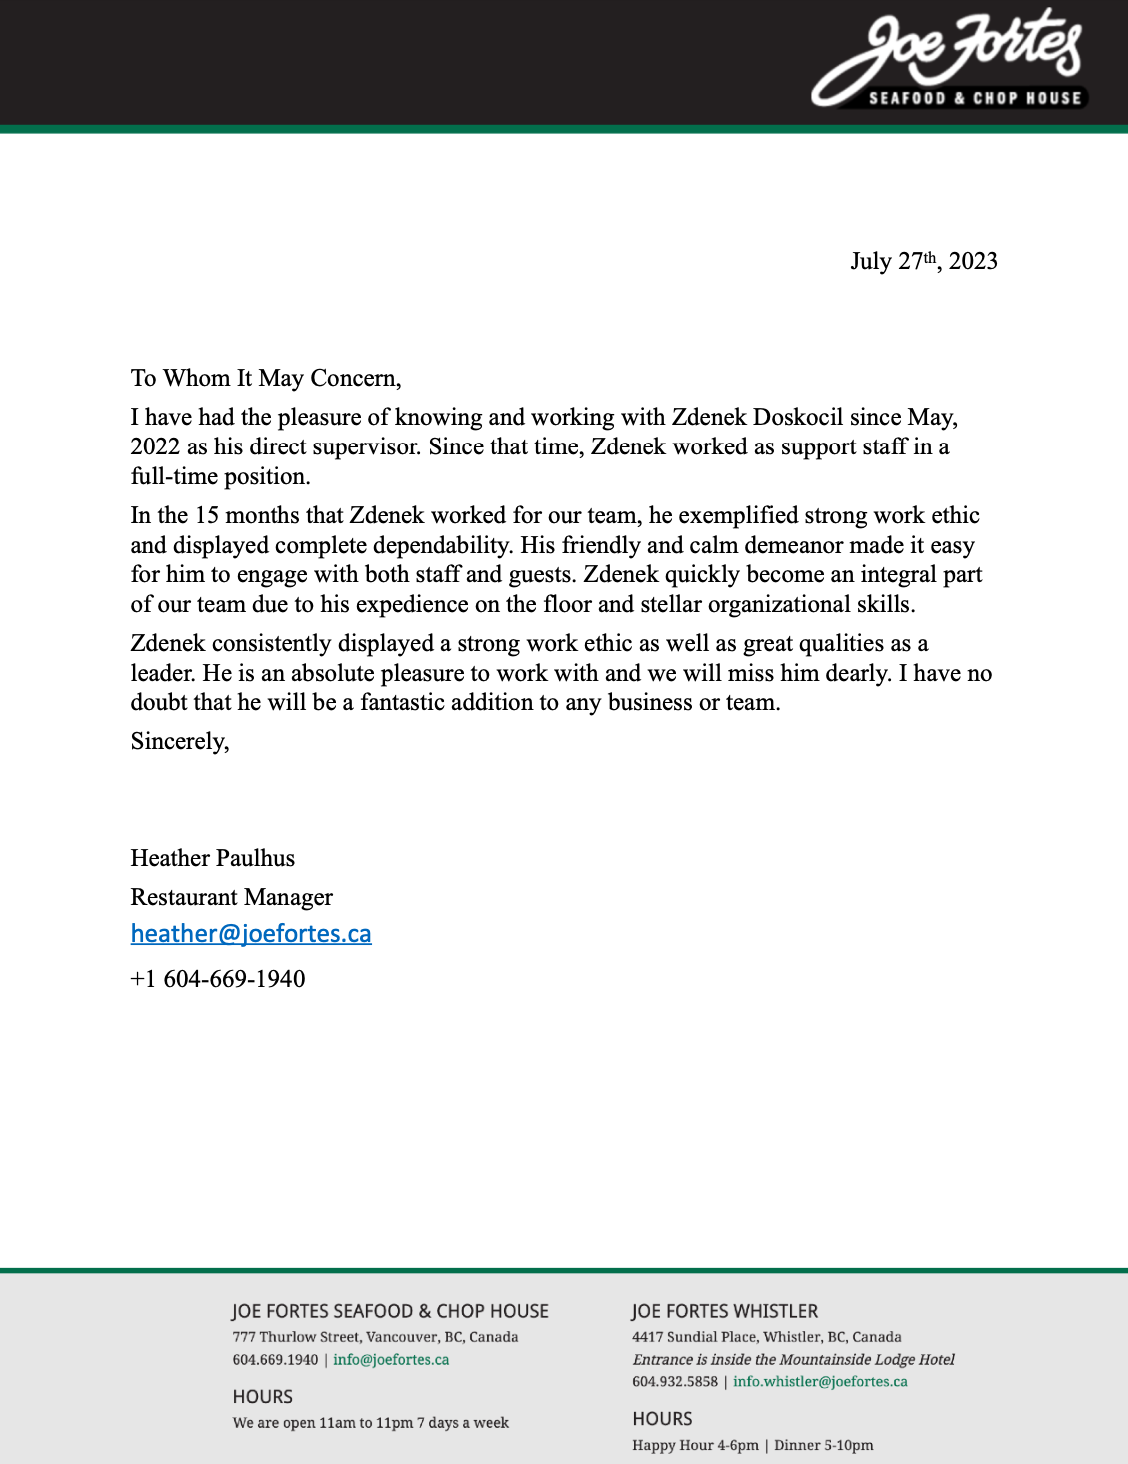 Joe Fortes
SEAFOOD & CHOP HOUSE
July 27th, 2023
To Whom It May Concern,
I have had the pleasure of knowing and working with Zdenek Doskocil since May,
2022 as his direct supervisor. Since that time, Zdenek worked as support staff in a
full-time position.
In the 15 months that Zdenek worked for our team, he exemplified strong work ethic
and displayed complete dependability. His friendly and calm demeanor made it easy
for him to engage with both staff and guests. Zdenek quickly become an integral part
of our team due to his expedience on the floor and stellar organizational skills.
Zdenek consistently displayed a strong work ethic as well as great qualities as a
leader. He is an absolute pleasure to work with and we will miss him dearly. I have no
doubt that he will be a fantastic addition to any business or team.
Sincerely,
Heather Paulhus
Restaurant Manager
heather@joefortes.ca
+1 604-669-1940
JOE FORTES SEAFOOD & CHOP HOUSE
777 Thurlow Street, Vancouver, BC, Canada
604.669.1940 | info@joefortes.ca
HOURS
We are open 11am to 11pm 7 days a week
JOE FORTES WHISTLER
4417 Sundial Place, Whistler, BC, Canada
Entrance is inside the Mountainside Lodge Hotel
604.932.5858 | info.whistler@joefortes.ca
HOURS
Happy Hour 4-6pm | Dinner 5-10pm